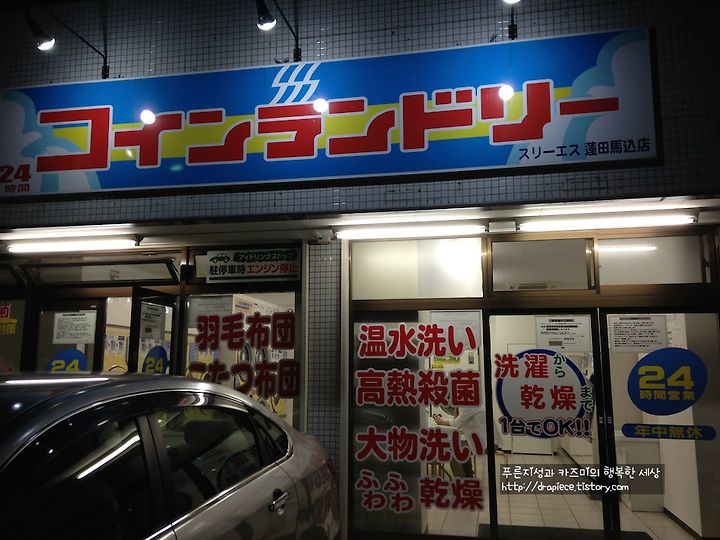 コインランドリー
24
時間
スリーエス 蓮田馬込店
アイドリングストップ
駐停車時エンジン停止
羽毛布団
こたつ布団
温水洗い
高熱殺菌
大物洗い
ふわふわ乾燥
洗濯から
乾燥まで
1台でOK!!
24
24
24
時間営業
年中無休
푸른지성과 카즈미의 행복한 세상
http://drapiece.tistory.com